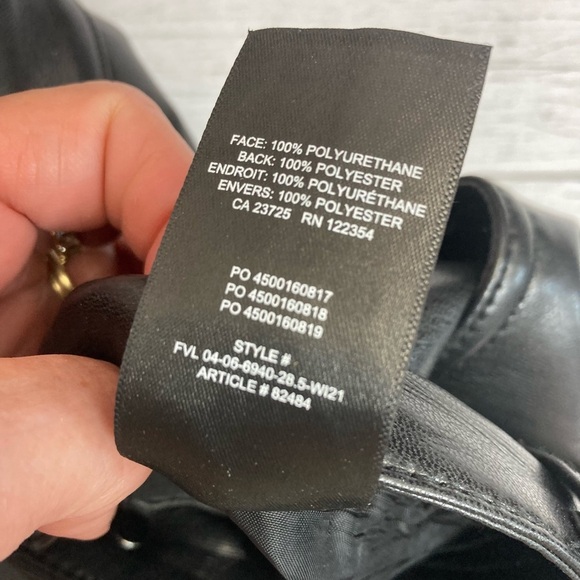 FACE: 100% POLYURETHANE
BACK: 100% POLYESTER
ENDROIT: 100% POLYURÉTHANE
ENVERS: 100% POLYESTER
CA 23725 RN 122354
PO 4500160817
PO 4500160818
PO 4500160819
STYLE #
FVL 04-06-6940-28.5-WI21
ARTICLE # 82484